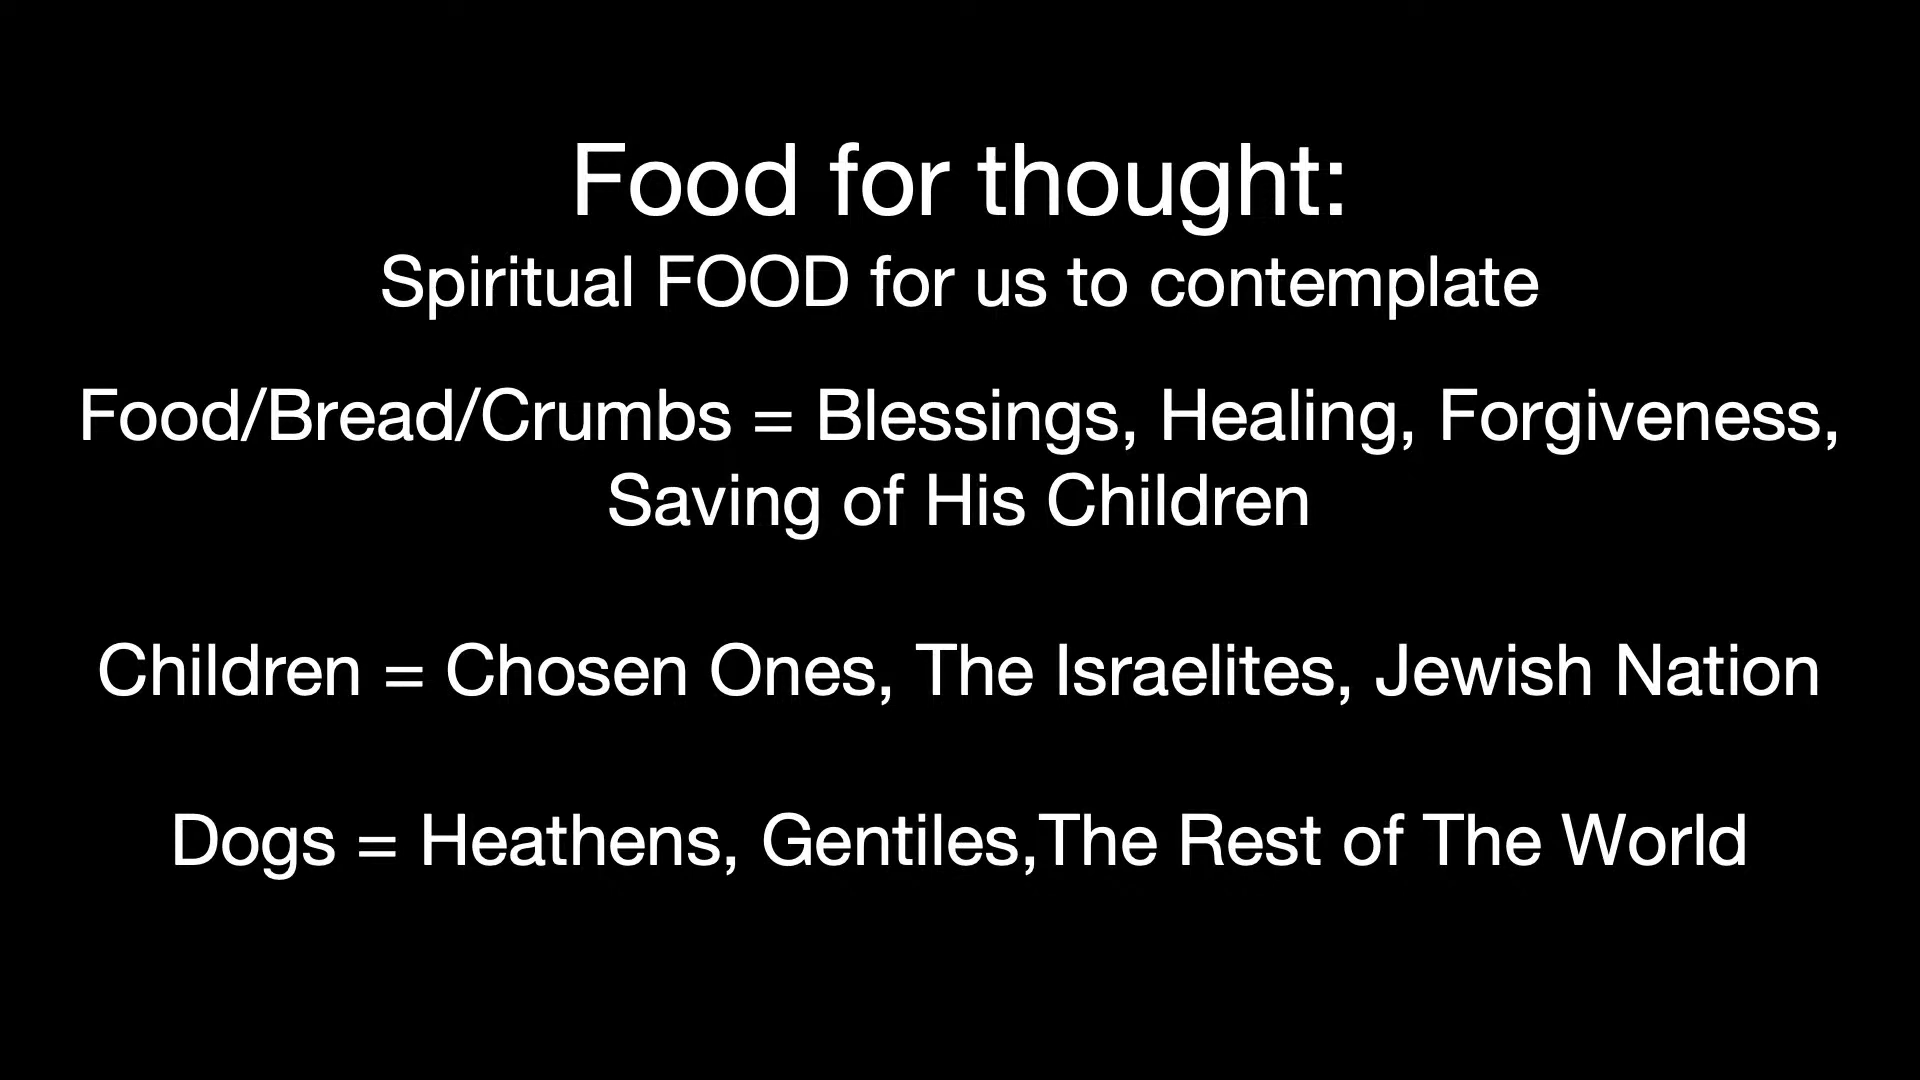 Food for thought:
Spiritual FOOD for us to contemplate
Food/Bread/Crumbs = Blessings, Healing, Forgiveness,
Saving of His Children
Children = Chosen Ones, The Israelites, Jewish Nation
Dogs = Heathens, Gentiles,The Rest of The World